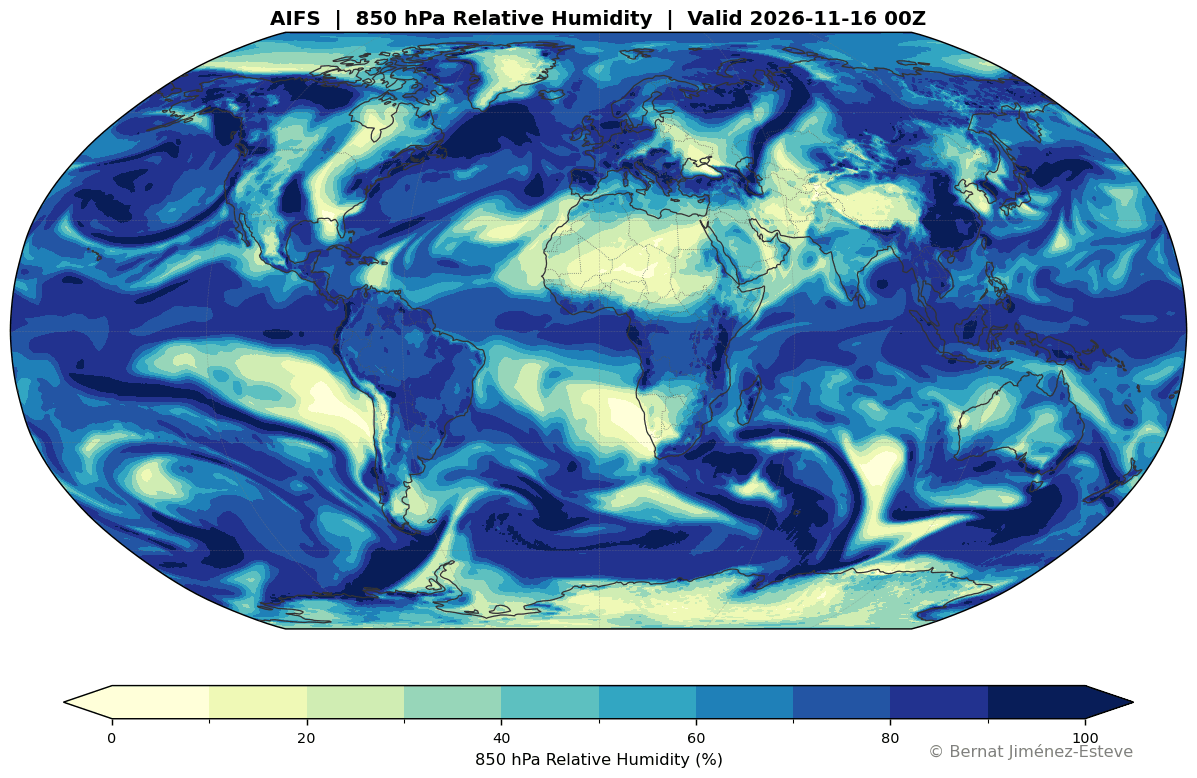 AIFS | 850 hPa Relative Humidity | Valid 2026-11-16 00Z
0 20 40 60 80 100
850 hPa Relative Humidity (%)
© Bernat Jiménez-Esteve